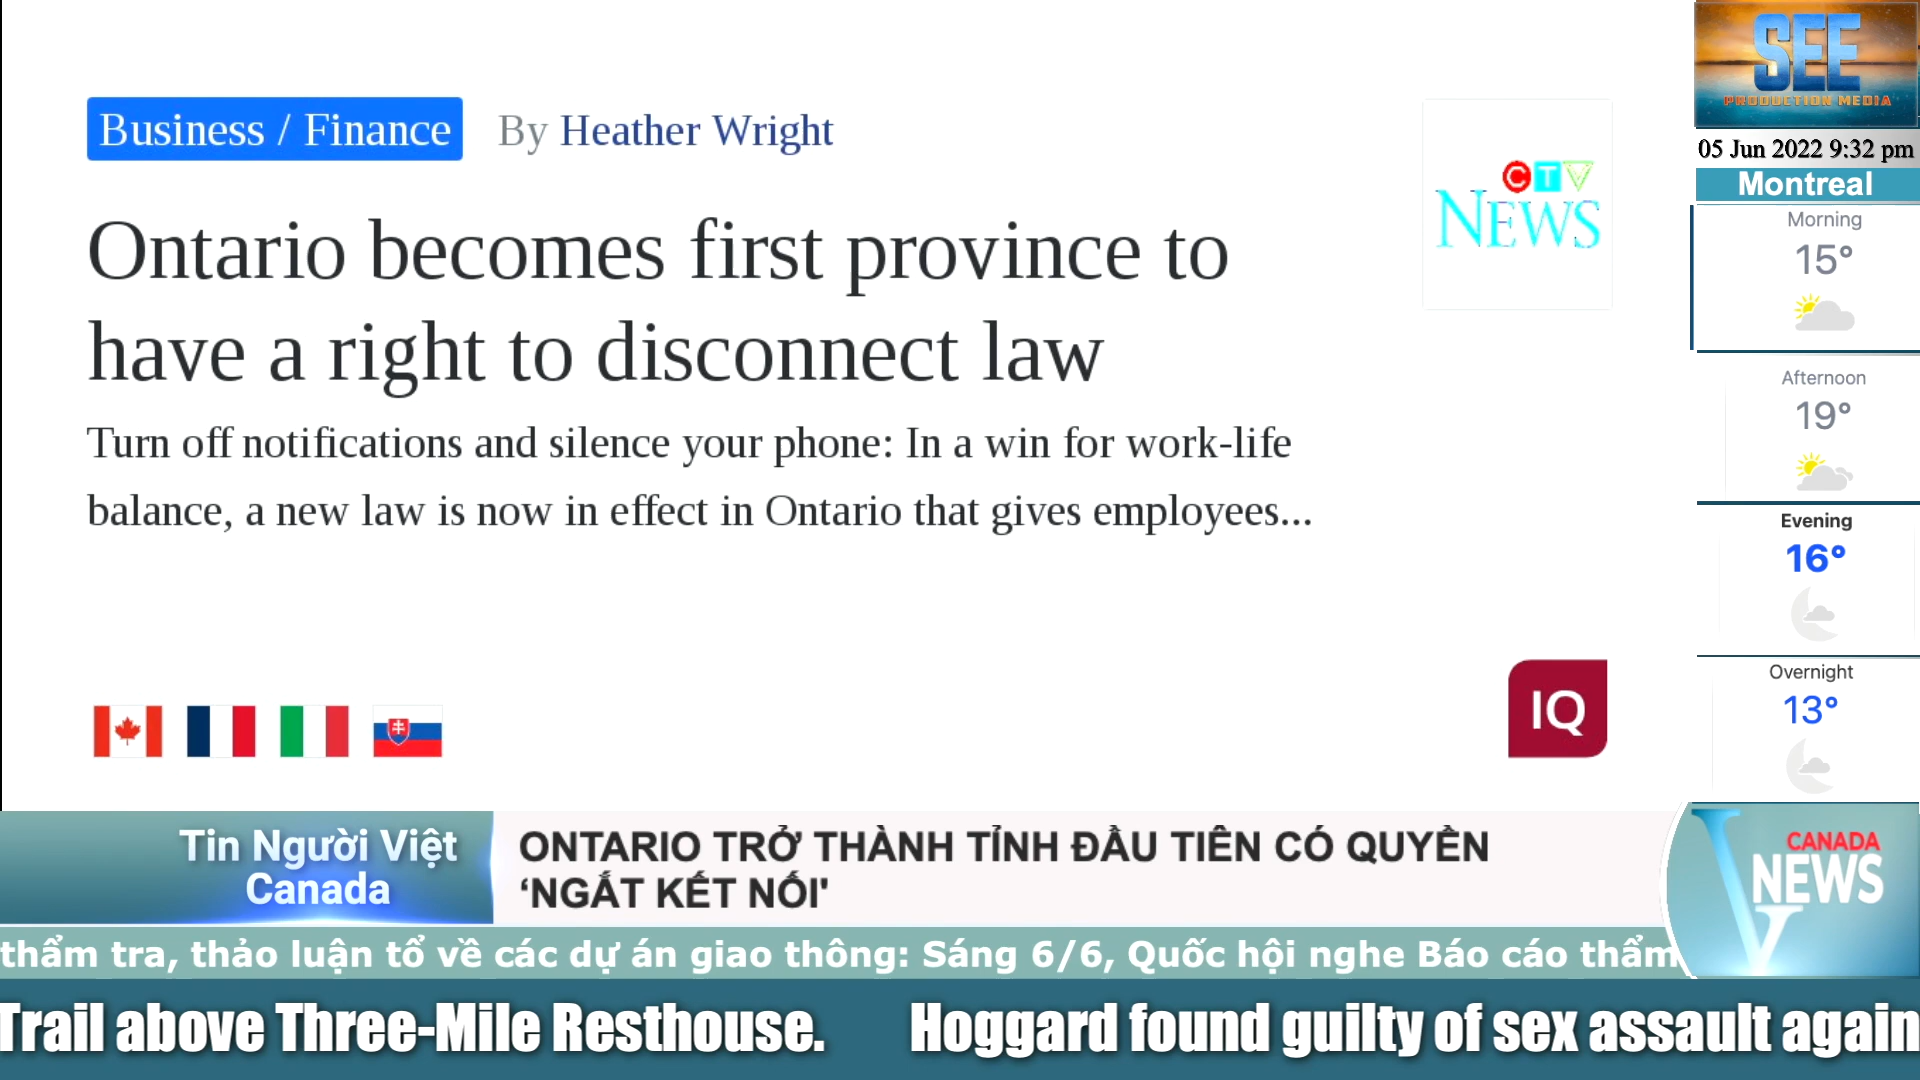 Business / Finance By Heather Wright
CTV
NEWS
Ontario becomes first province to
have a right to disconnect law
Turn off notifications and silence your phone: In a win for work-life
balance, a new law is now in effect in Ontario that gives employees...
IQ
SEE
PRODUCTION MEDIA
05 Jun 2022 9:32 pm
Montreal
Morning
15°
Afternoon
19°
Evening
16°
Overnight
13°
Tin Người Việt
Canada
ONTARIO TRỞ THÀNH TỈNH ĐẦU TIÊN CÓ QUYỀN
‘NGẮT KẾT NỐI'
V
CANADA
NEWS
thẩm tra, thảo luận tổ về các dự án giao thông: Sáng 6/6, Quốc hội nghe Báo cáo thẩm
Trail above Three-Mile Resthouse. Hoggard found guilty of sex assault again